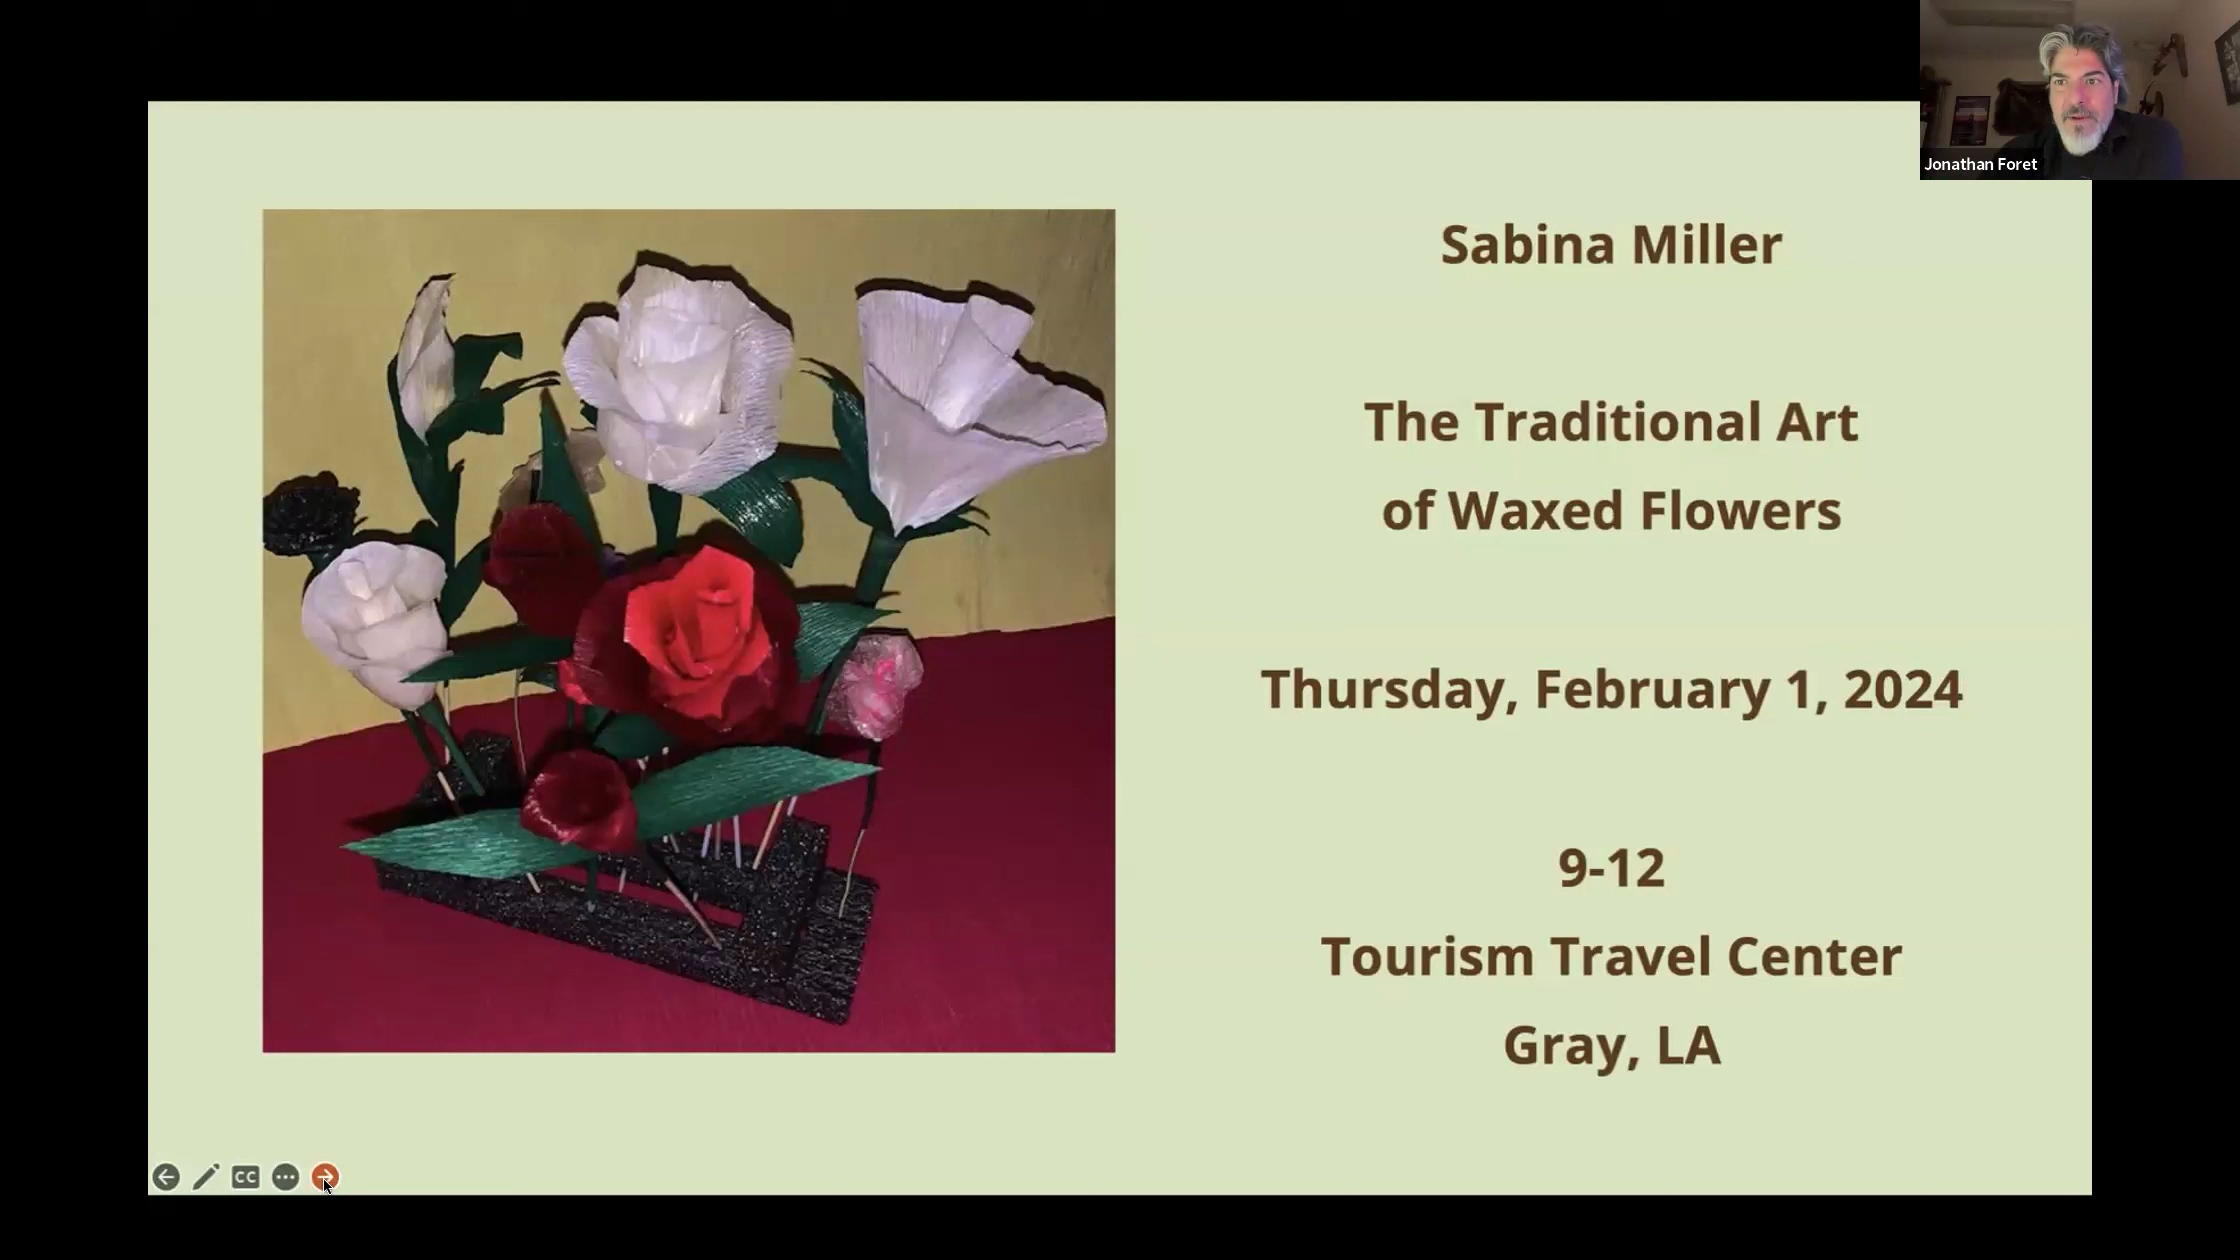 Jonathan Foret
Sabina Miller
The Traditional Art
of Waxed Flowers
Thursday, February 1, 2024
9-12
Tourism Travel Center
Gray, LA
CC